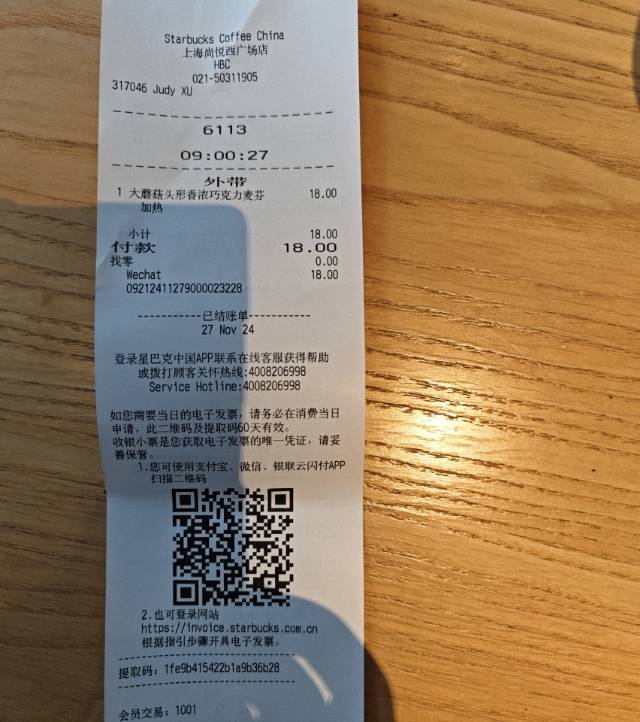 Starbucks Coffee China
上海尚悦西广场店
HBC
021-50311905
317046 Judy XU
6113
09:00:27
外带
1 大蘑菇头形香浓巧克力麦芬 18.00
加热
小计 18.00
付款 18.00
找零 0.00
Wechat 18.00
09212411279000023228
-----------已结账单-----------
27 Nov 24
登录星巴克中国APP联系在线客服获得帮助
或拨打顾客关怀热线:4008206998
Service Hotline:4008206998
如您需要当日的电子发票，请务必在消费当日
申请，此二维码及提取码60天有效。
收银小票是您获取电子发票的唯一凭证，请妥
善保管。
1.您可使用支付宝、微信、银联云闪付APP
扫描二维码
2.也可登录网站
https://invoice.starbucks.com.cn
根据指引步骤开具电子发票。
提取码：1fe9b415422b1a9b36b28
会员交易：1001